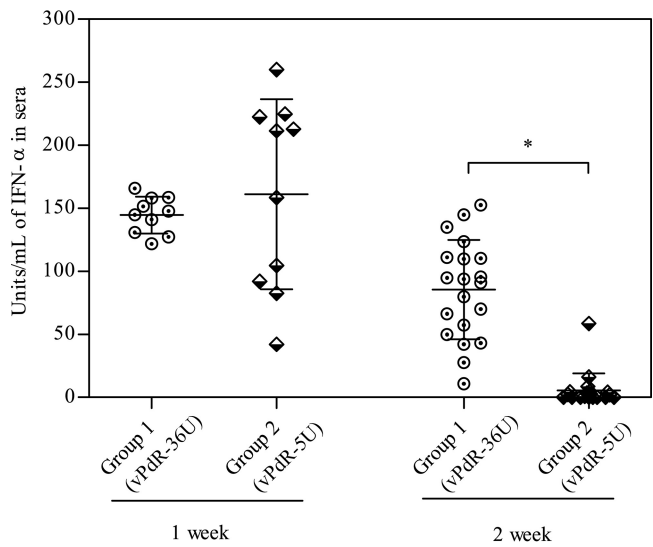 300
250
200
150
100
50
0
Units/mL of IFN-α in sera
*
Group 1
(vPdR-36U)
Group 2
(vPdR-5U)
Group 1
(vPdR-36U)
Group 2
(vPdR-5U)
1 week
2 week